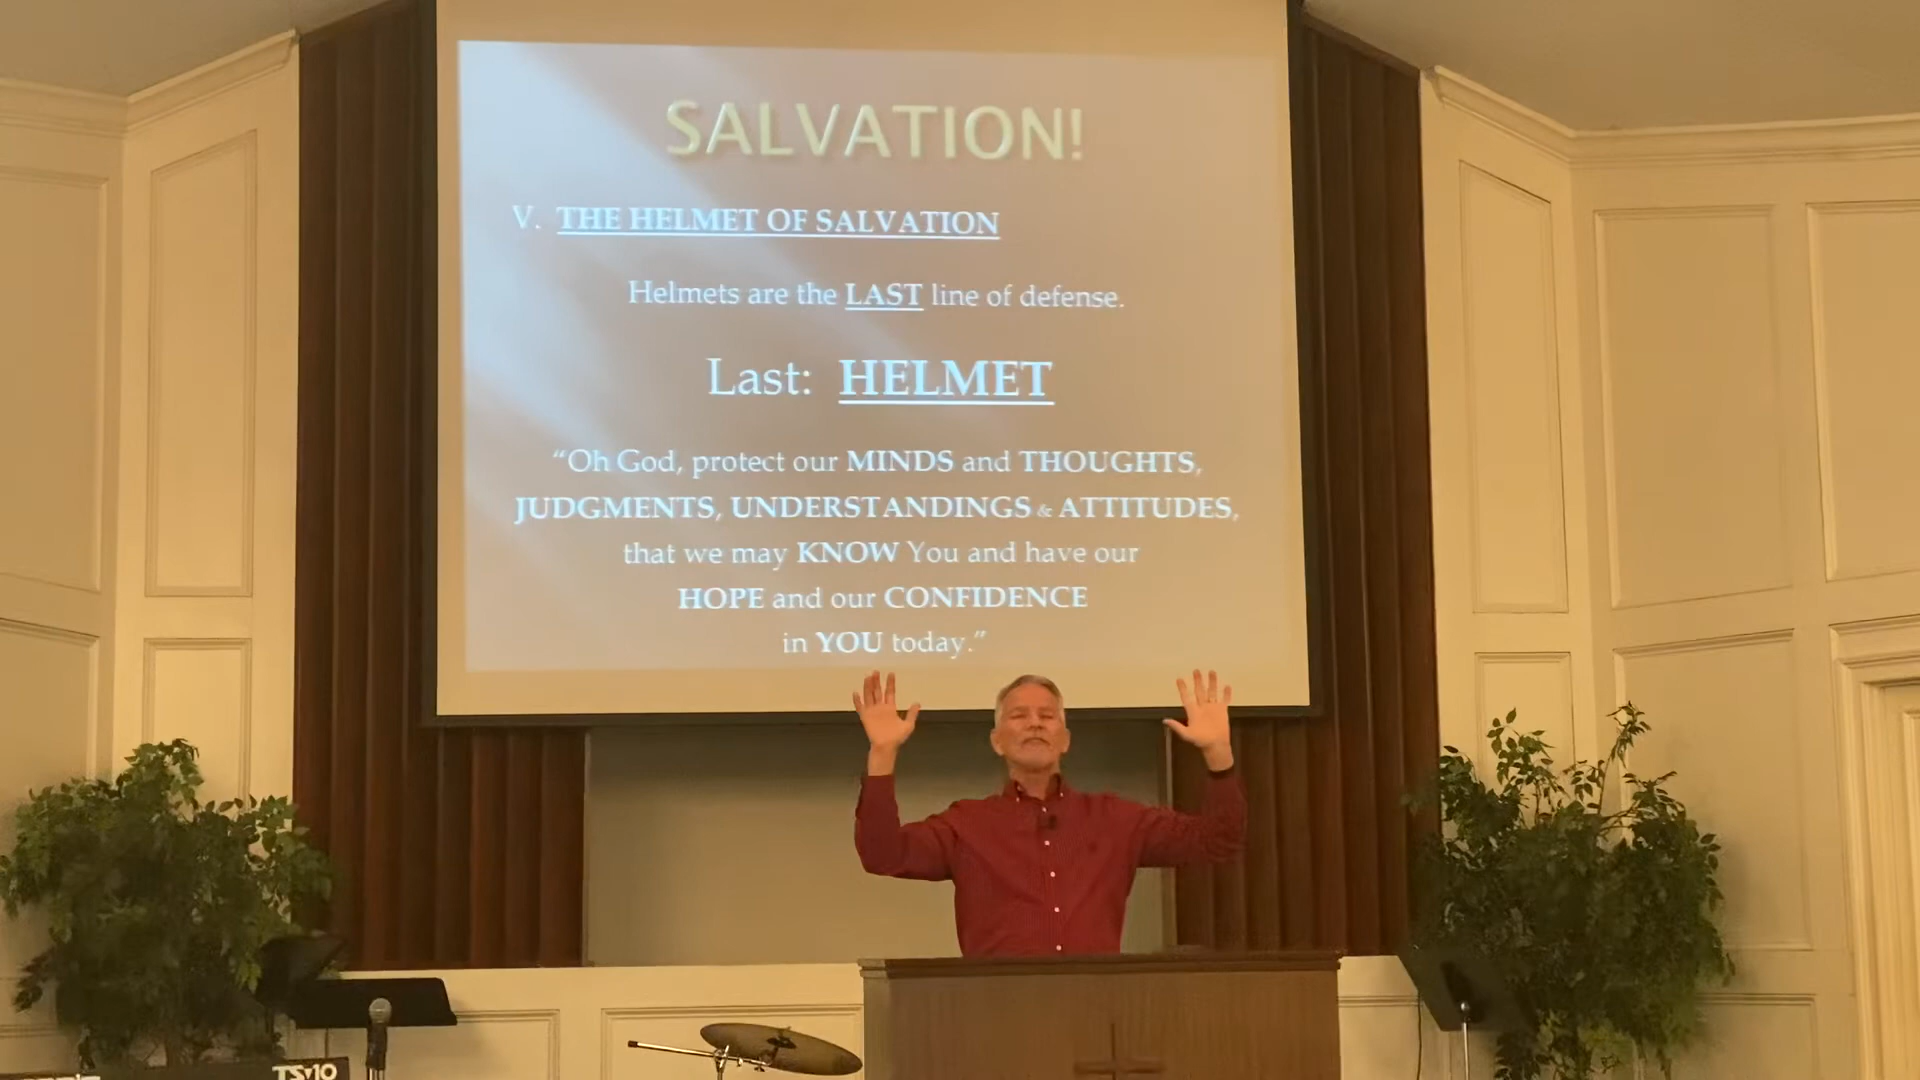 SALVATION!
V. THE HELMET OF SALVATION
Helmets are the LAST line of defense.
Last: HELMET
“Oh God, protect our MINDS and THOUGHTS,
JUDGMENTS, UNDERSTANDINGS & ATTITUDES,
that we may KNOW You and have our
HOPE and our CONFIDENCE
in YOU today.”
TSV10